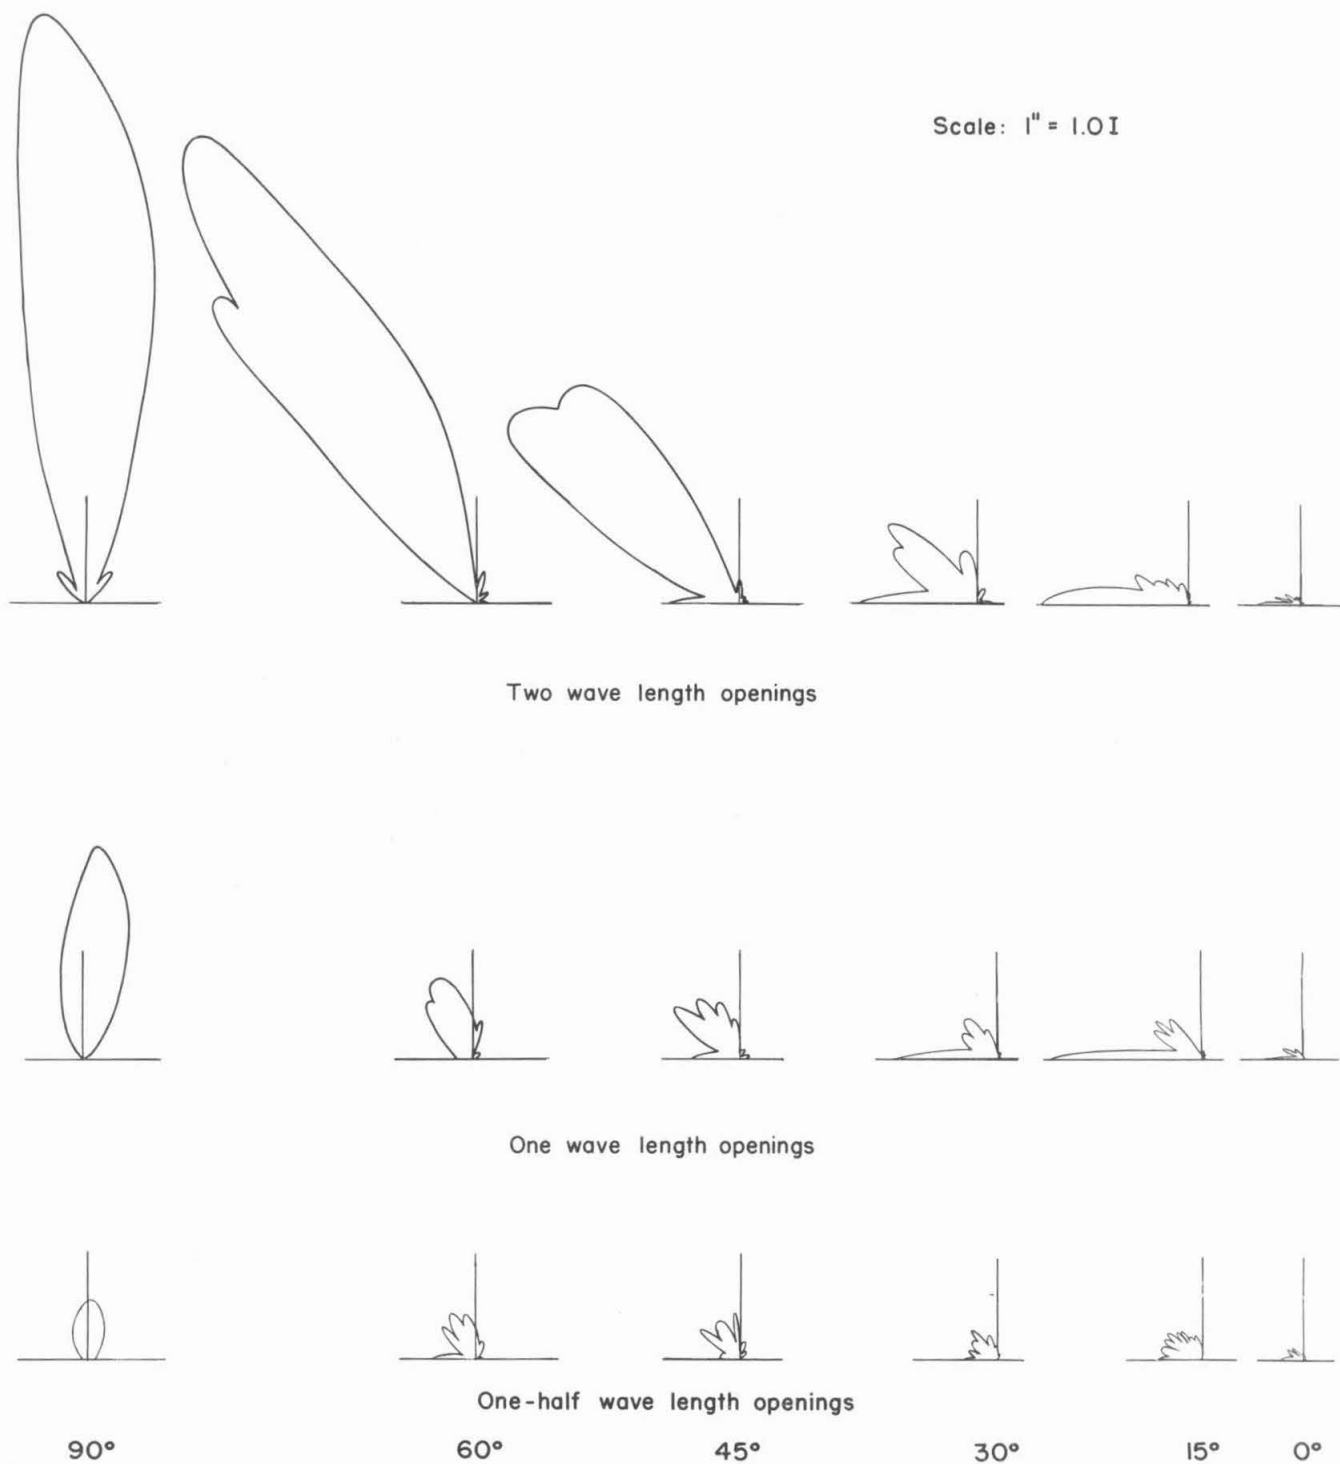 Scale: 1" = 1.0 I
Two wave length openings
One wave length openings
One-half wave length openings
90° 60° 45° 30° 15° 0°